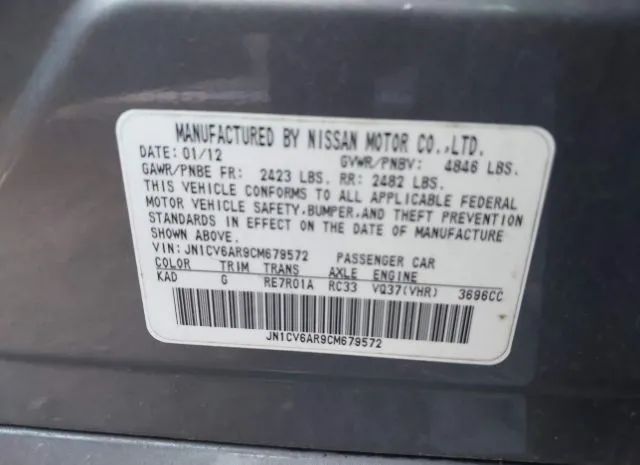 MANUFACTURED BY NISSAN MOTOR CO.,LTD.
DATE: 01/12 GVWR/PNBV: 4846 LBS.
GAWR/PNBE FR: 2423 LBS. RR: 2482 LBS.
THIS VEHICLE CONFORMS TO ALL APPLICABLE FEDERAL
MOTOR VEHICLE SAFETY,BUMPER,AND THEFT PREVENTION
STANDARDS IN EFFECT ON THE DATE OF MANUFACTURE
SHOWN ABOVE.
VIN: JN1CV6AR9CM679572 PASSENGER CAR
COLOR TRIM TRANS AXLE ENGINE
KAD G RE7R01A RC33 VQ37(VHR) 3696CC
JN1CV6AR9CM679572